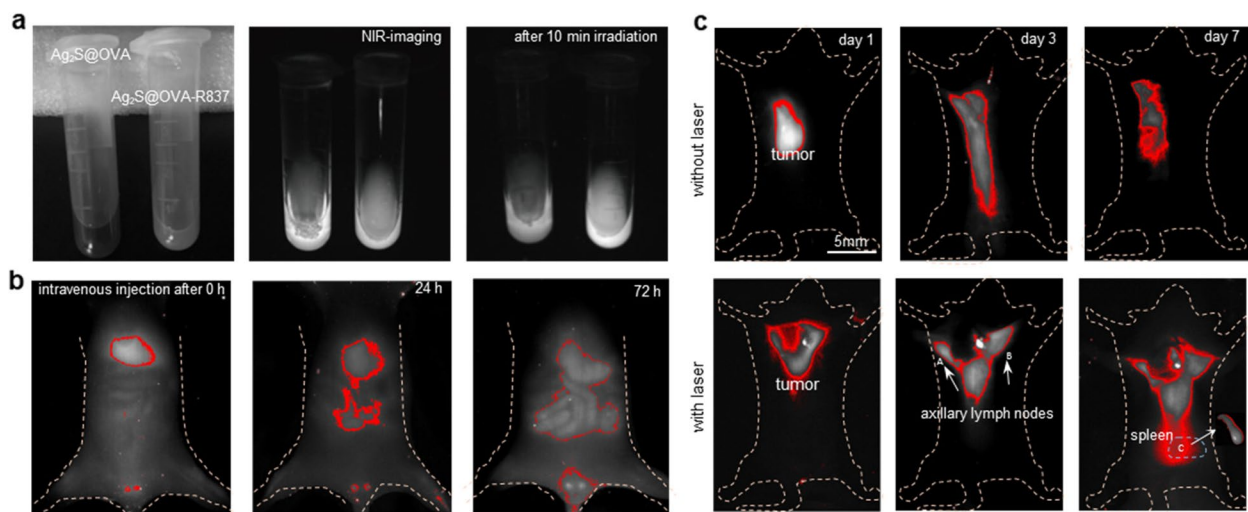 a
Ag₂S@OVA
Ag₂S@OVA-R837
NIR-imaging
after 10 min irradiation
b
intravenous injection after 0 h
24 h
72 h
c
without laser
day 1
tumor
5mm
day 3
day 7
with laser
tumor
A
B
axillary lymph nodes
spleen
C